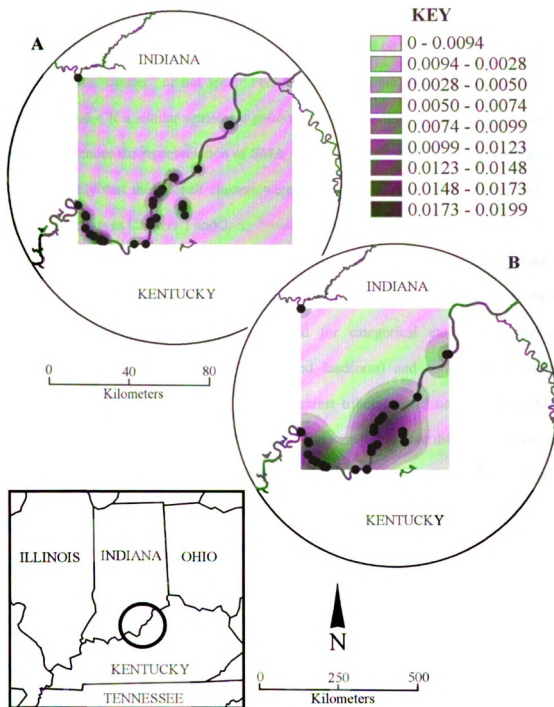 KEY
0 - 0.0094
0.0094 - 0.0028
0.0028 - 0.0050
0.0050 - 0.0074
0.0074 - 0.0099
0.0099 - 0.0123
0.0123 - 0.0148
0.0148 - 0.0173
0.0173 - 0.0199
A
INDIANA
KENTUCKY
0 40 80
Kilometers
B
INDIANA
KENTUCKY
ILLINOIS
INDIANA
OHIO
KENTUCKY
TENNESSEE
N
0 250 500
Kilometers